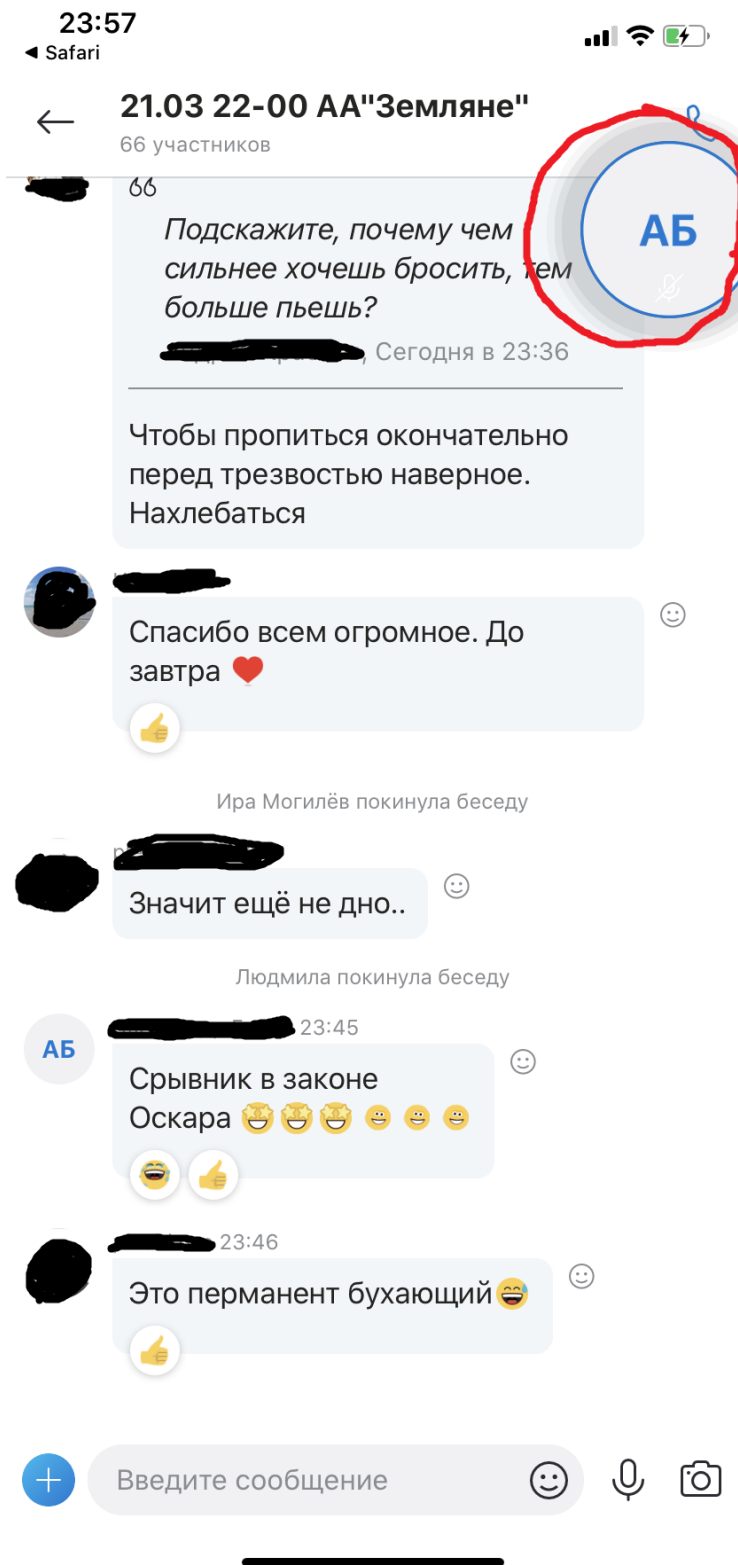 23:57
◀ Safari
21.03 22-00 АА"Земляне"
66 участников
Подскажите, почему чем
сильнее хочешь бросить, тем
больше пьешь?
, Сегодня в 23:36
АБ
Чтобы пропиться окончательно
перед трезвостью наверное.
Нахлебаться
Спасибо всем огромное. До
завтра ❤️
👍
Ира Могилёв покинула беседу
Значит ещё не дно..
Людмила покинула беседу
АБ
23:45
Срывник в законе
Оскара 🤩🤩🤩😀😀😀
😂 👍
23:46
Это перманент бухающий😅
👍
Введите сообщение